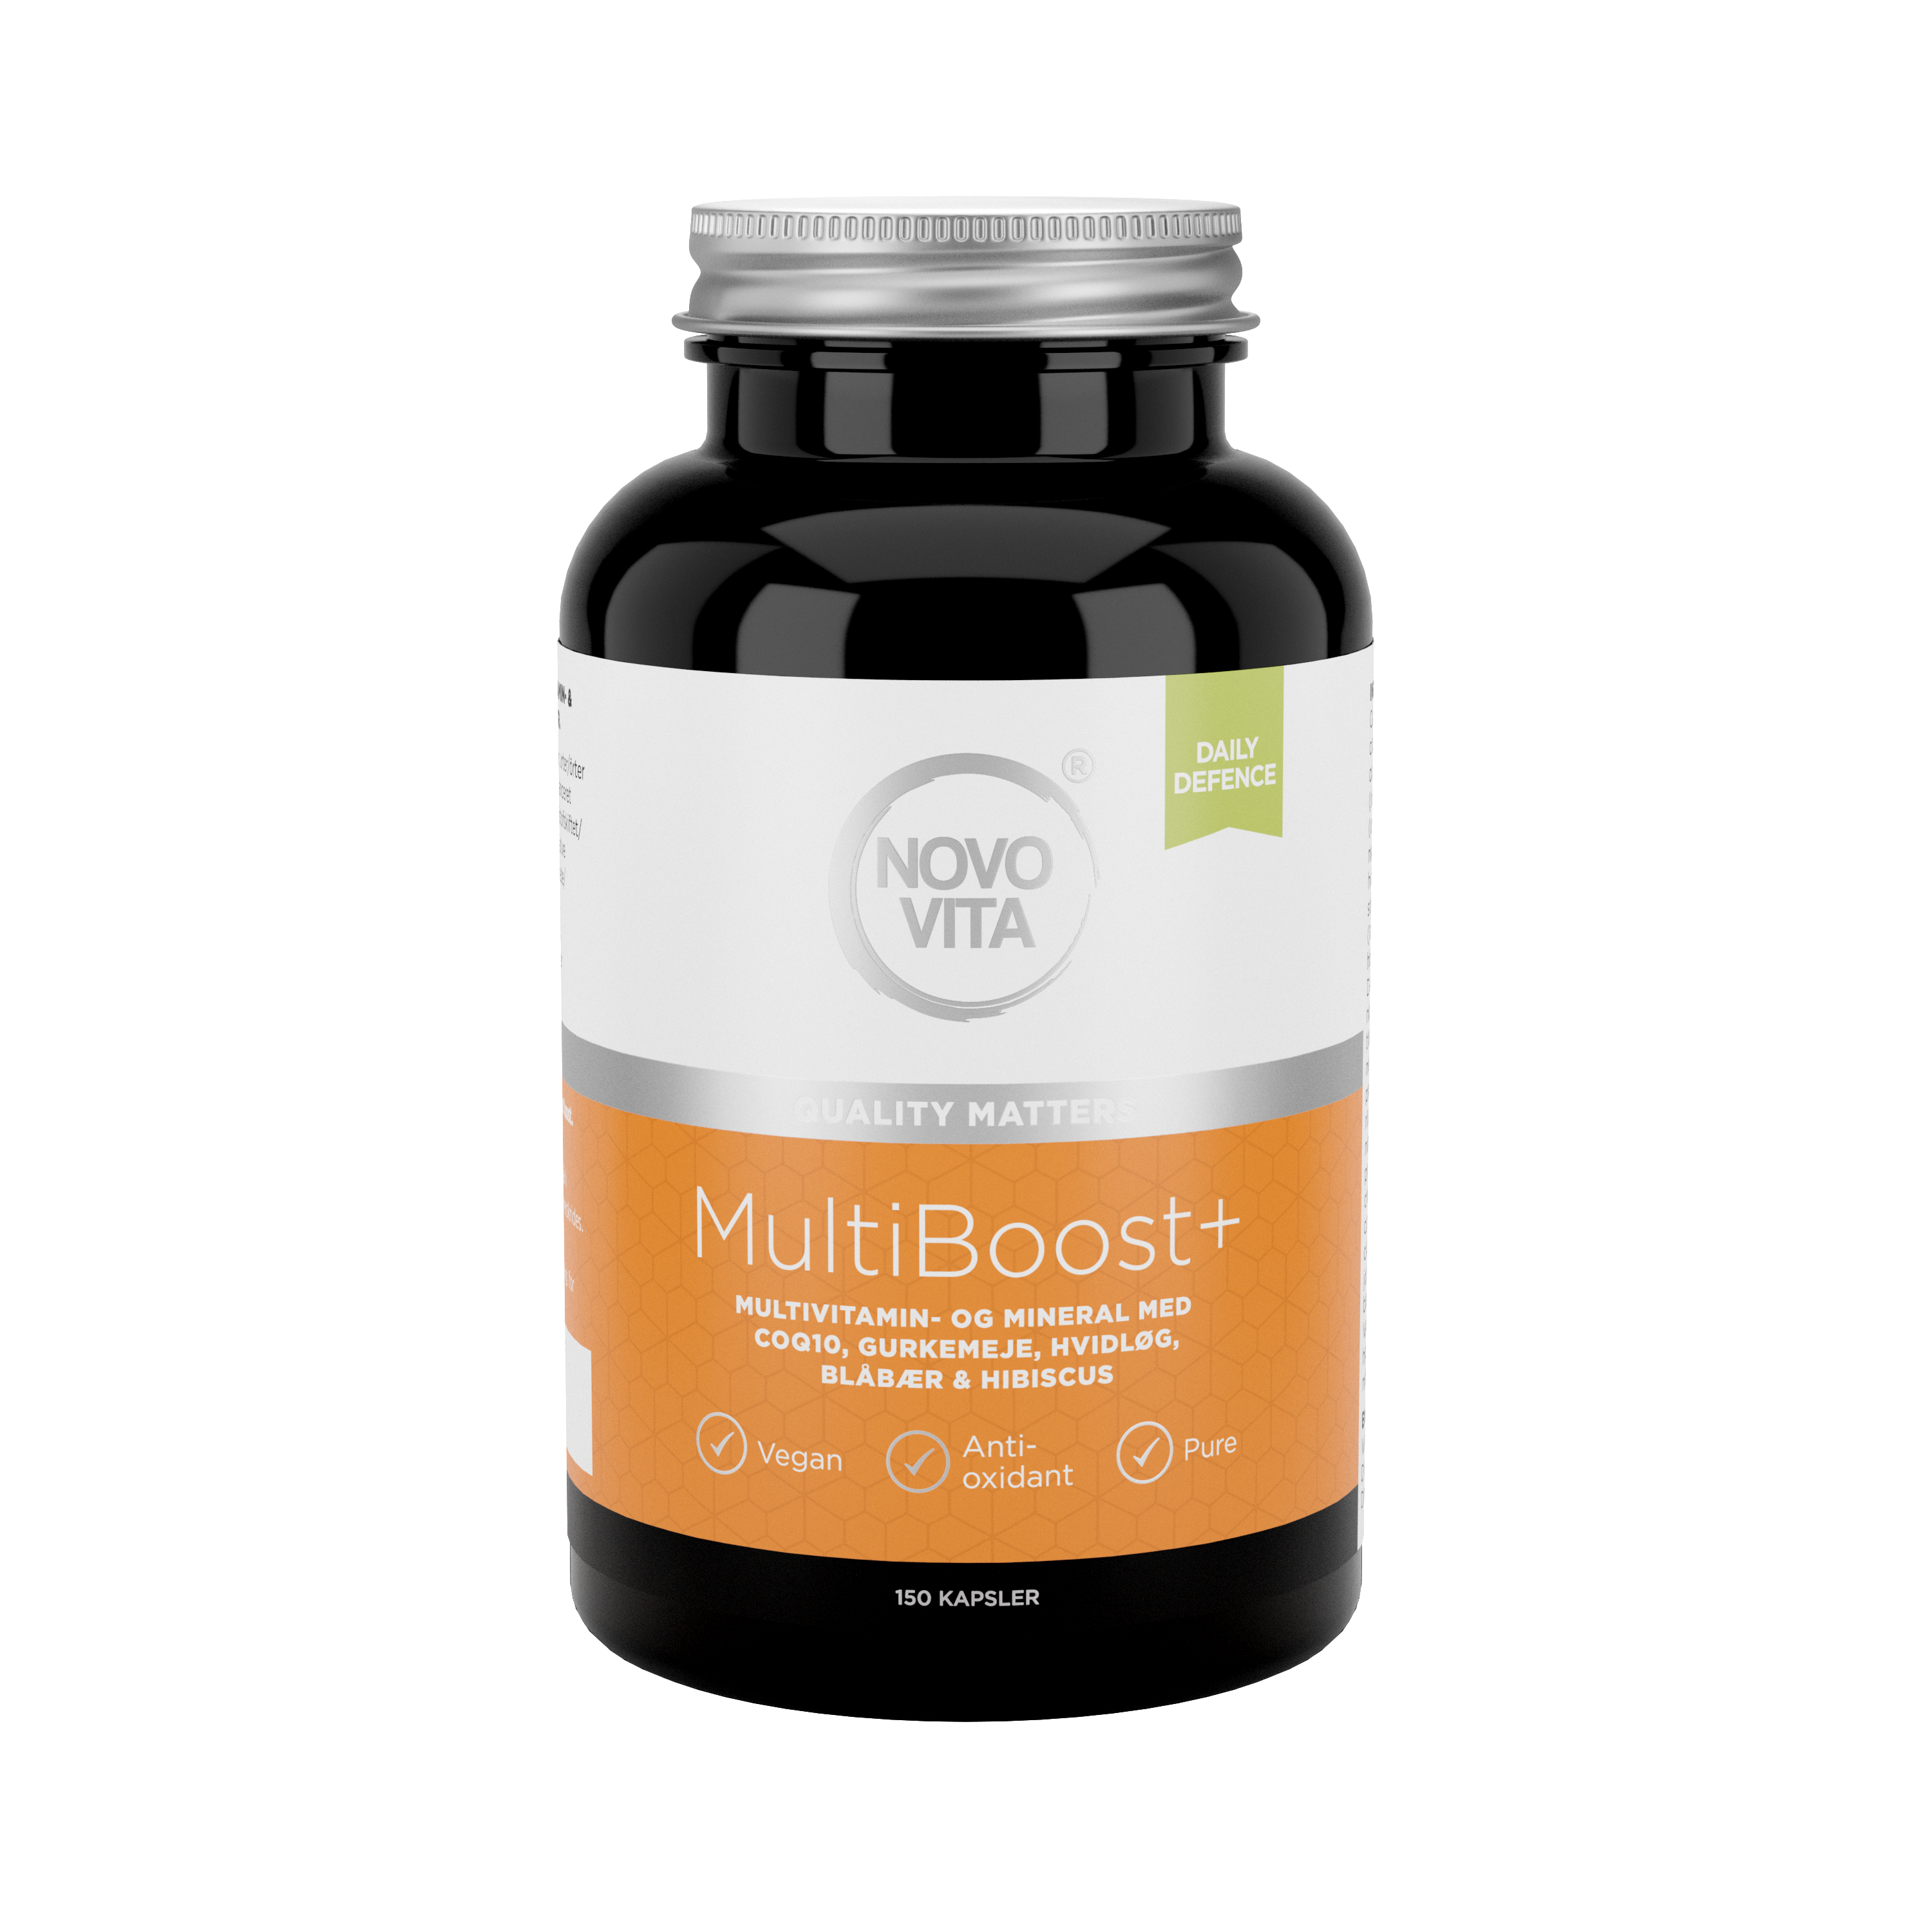 DAILY
DEFENCE
®
NOVO
VITA
QUALITY MATTERS
MultiBoost+
MULTIVITAMIN- OG MINERAL MED
COQ10, GURKEMEJE, HVIDLØG,
BLÅBÆR & HIBISCUS
Vegan
Anti-
oxidant
Pure
150 KAPSLER